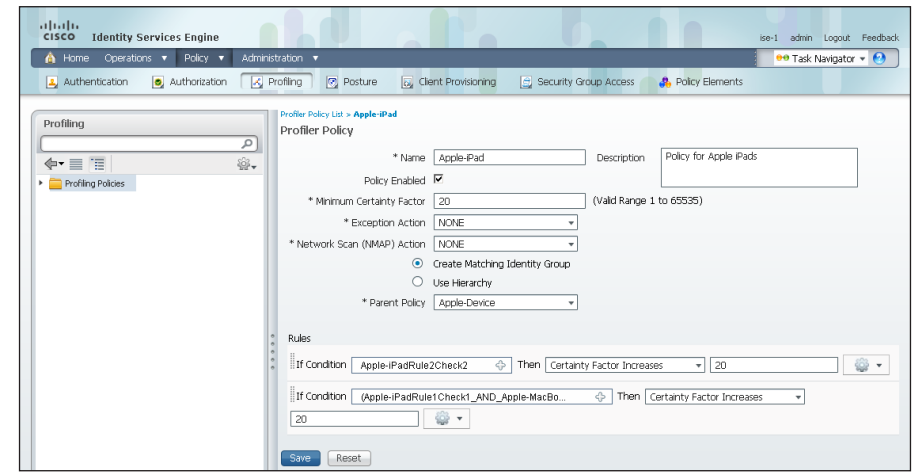 CISCO Identity Services Engine
ise-1 admin Logout Feedback
Home Operations Policy Administration
Task Navigator
Authentication Authorization Profiling Posture Client Provisioning Security Group Access Policy Elements
Profiling
Profiling Policies
Profiler Policy List > Apple-iPad
Profiler Policy
* Name Apple-iPad Description Policy for Apple iPads
Policy Enabled
* Minimum Certainty Factor 20 (Valid Range 1 to 65535)
* Exception Action NONE
* Network Scan (NMAP) Action NONE
Create Matching Identity Group
Use Hierarchy
* Parent Policy Apple-Device
Rules
If Condition Apple-iPadRule2Check2 Then Certainty Factor Increases 20
If Condition (Apple-iPadRule1Check1_AND_Apple-MacBo... Then Certainty Factor Increases
20
Save Reset